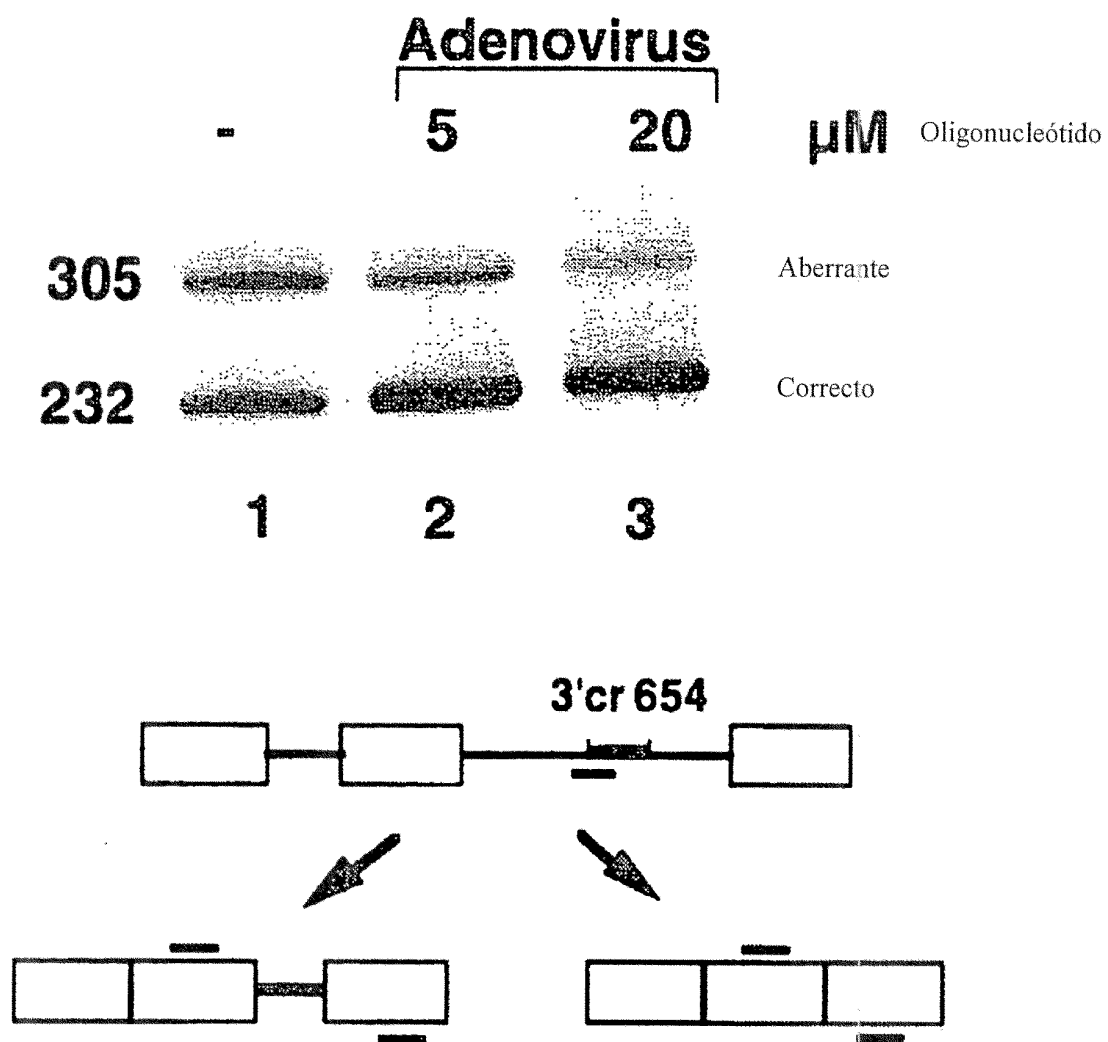 Adenovirus
- 5 20 µM Oligonucleótido
305 Aberrante
232 Correcto
1 2 3
3'cr 654